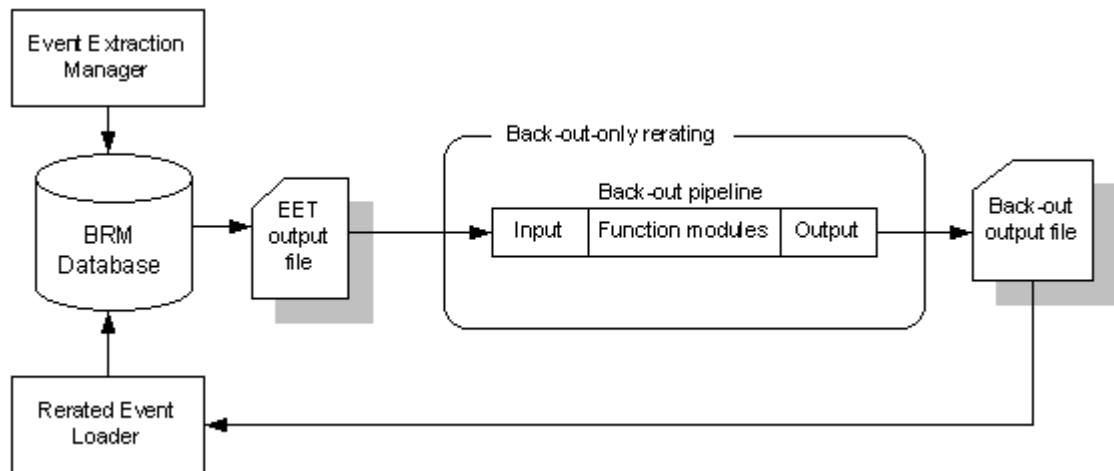 Event Extraction
Manager
BRM
Database
EET
output
file
Back-out-only rerating
Back-out pipeline
Input
Function modules
Output
Back-out
output file
Rerated Event
Loader